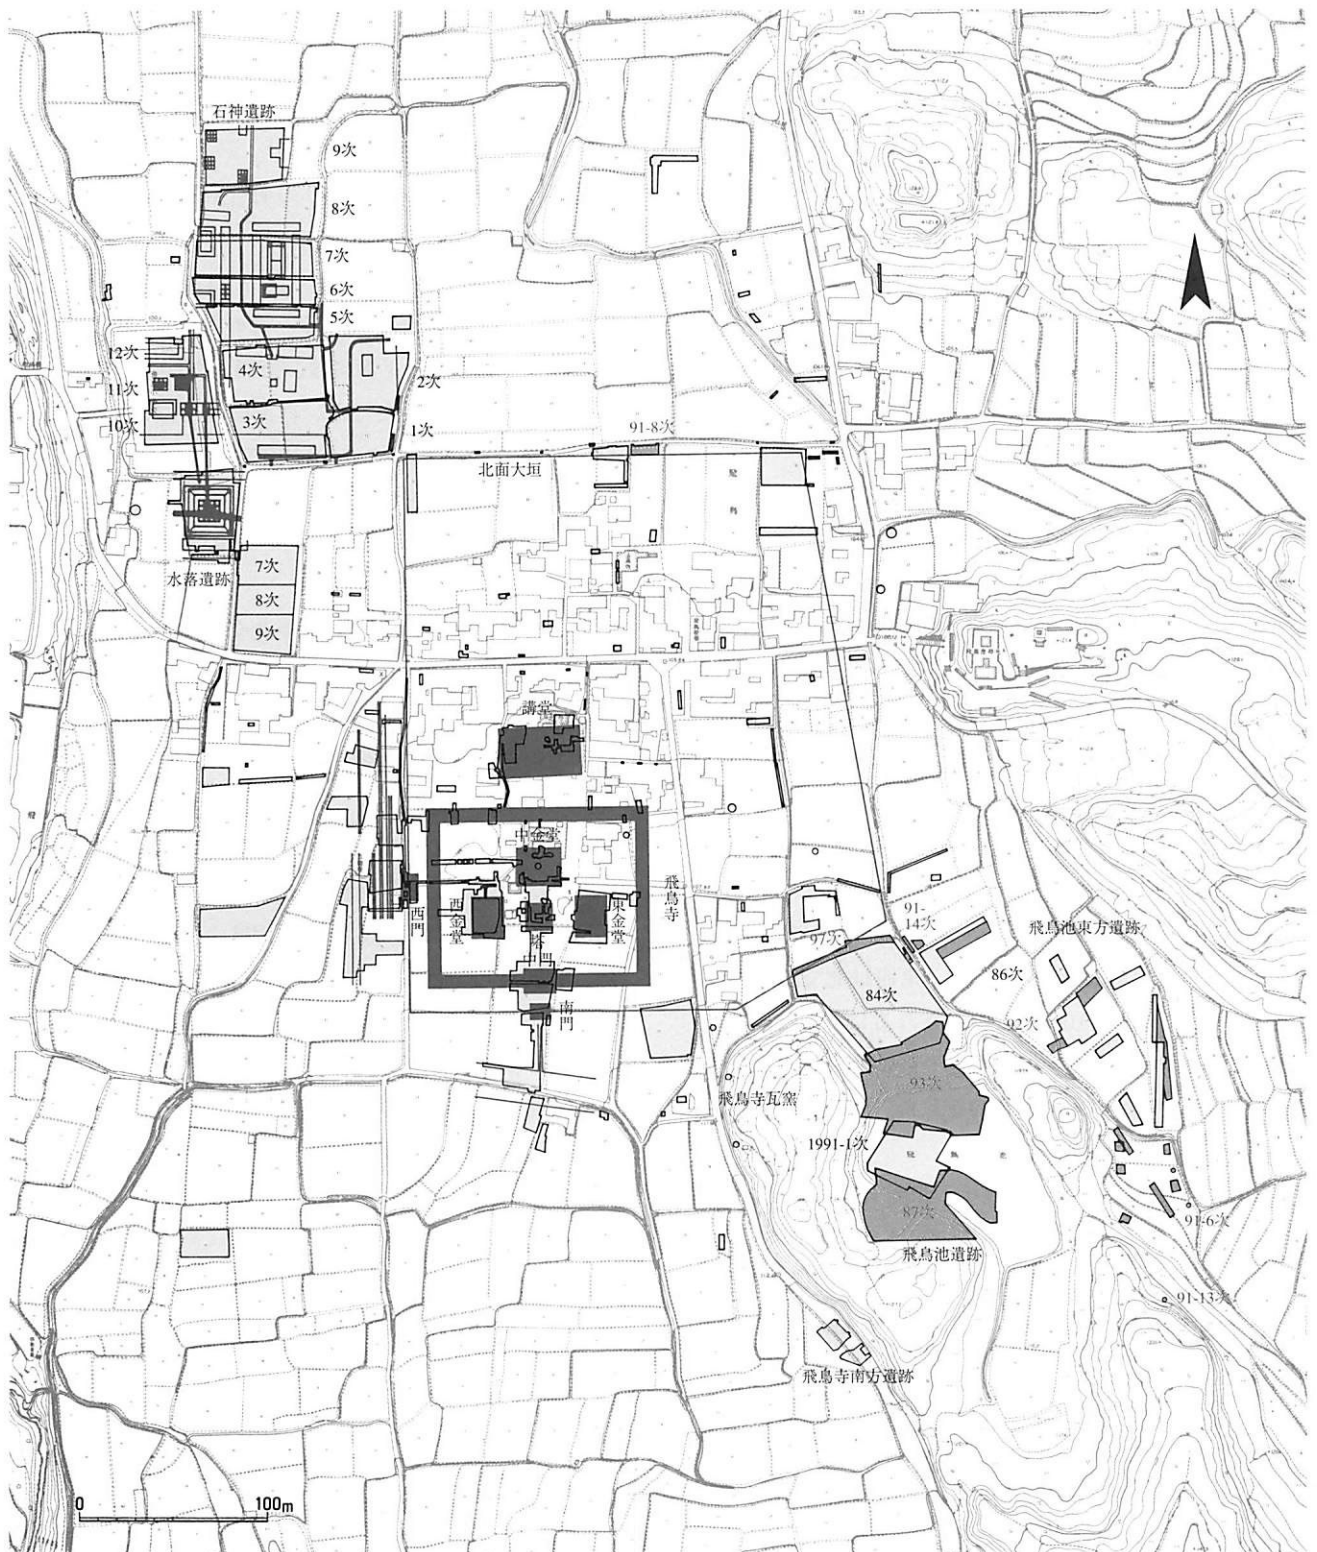 石神遺跡
9次
8次
7次
6次
5次
12次
4次
11次
2次
3次
10次
1次
91-8次
北面大垣
水落遺跡
7次
8次
9次
講堂
中金堂
飛鳥寺
西門
西金堂
塔
東金堂
中門
南門
91-
14次
飛鳥池東方遺跡
97次
86次
84次
92次
93次
飛鳥寺瓦窯
1991-1次
87次
91-6次
飛鳥池遺跡
91-13次
飛鳥寺南方遺跡
0 100m